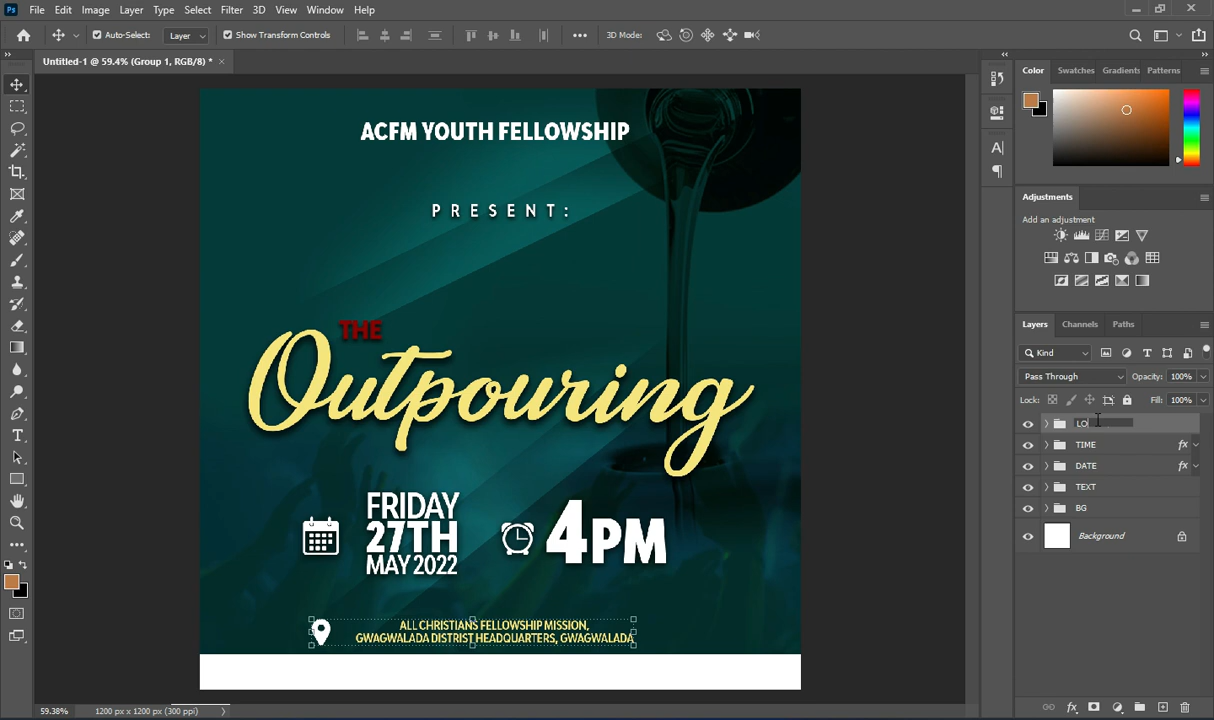 Ps File Edit Image Layer Type Select Filter 3D View Window Help
Auto-Select: Layer Show Transform Controls 3D Mode:
Untitled-1 @ 59.4% (Group 1, RGB/8) *
ACFM YOUTH FELLOWSHIP
PRESENT:
THE
Outpouring
FRIDAY
27TH
MAY 2022
4PM
ALL CHRISTIANS FELLOWSHIP MISSION,
GWAGWALADA DISTRIST HEADQUARTERS, GWAGWALADA
59.38% 1200 px x 1200 px (300 ppi)
Color Swatches Gradients Patterns
Adjustments
Add an adjustment
Layers Channels Paths
Kind
Pass Through Opacity: 100%
Lock: Fill: 100%
LO
TIME fx
DATE fx
TEXT
BG
Background
fx